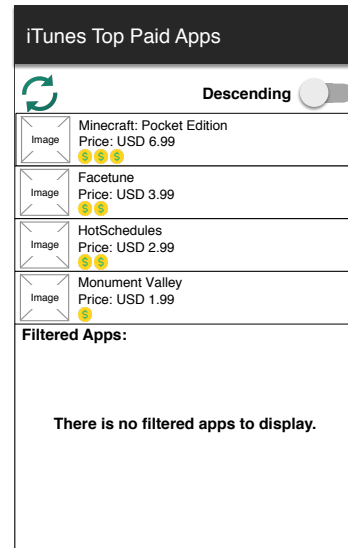 iTunes Top Paid Apps
Descending
Image
Minecraft: Pocket Edition
Price: USD 6.99
$ $ $
Image
Facetune
Price: USD 3.99
$ $
Image
HotSchedules
Price: USD 2.99
$ $
Image
Monument Valley
Price: USD 1.99
$
Filtered Apps:
There is no filtered apps to display.